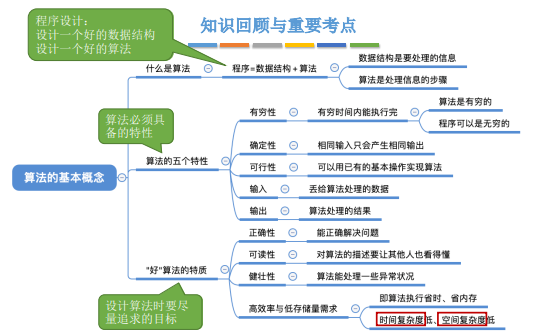 程序设计：
设计一个好的数据结构
设计一个好的算法
知识回顾与重要考点
什么是算法
程序=数据结构 + 算法
数据结构是要处理的信息
算法是处理信息的步骤
算法必须具
备的特性
算法的基本概念
算法的五个特性
有穷性
有穷时间内能执行完
算法是有穷的
程序可以是无穷的
确定性
相同输入只会产生相同输出
可行性
可以用已有的基本操作实现算法
输入
丢给算法处理的数据
输出
算法处理的结果
"好"算法的特质
正确性
能正确解决问题
可读性
对算法的描述要让其他人也看得懂
健壮性
算法能处理一些异常状况
高效率与低存储量需求
即算法执行省时、省内存
时间复杂度低、空间复杂度低
设计算法时要尽
量追求的目标